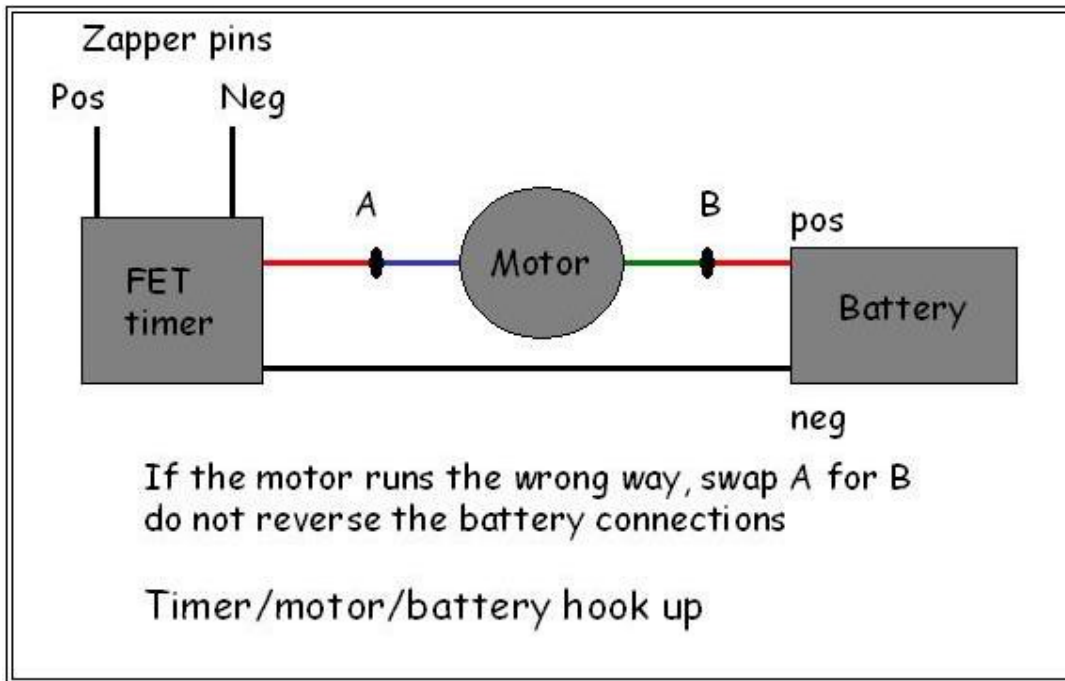 Zapper pins
Pos Neg
A B
pos
FET
timer
Motor
Battery
neg
If the motor runs the wrong way, swap A for B
do not reverse the battery connections
Timer/motor/battery hook up